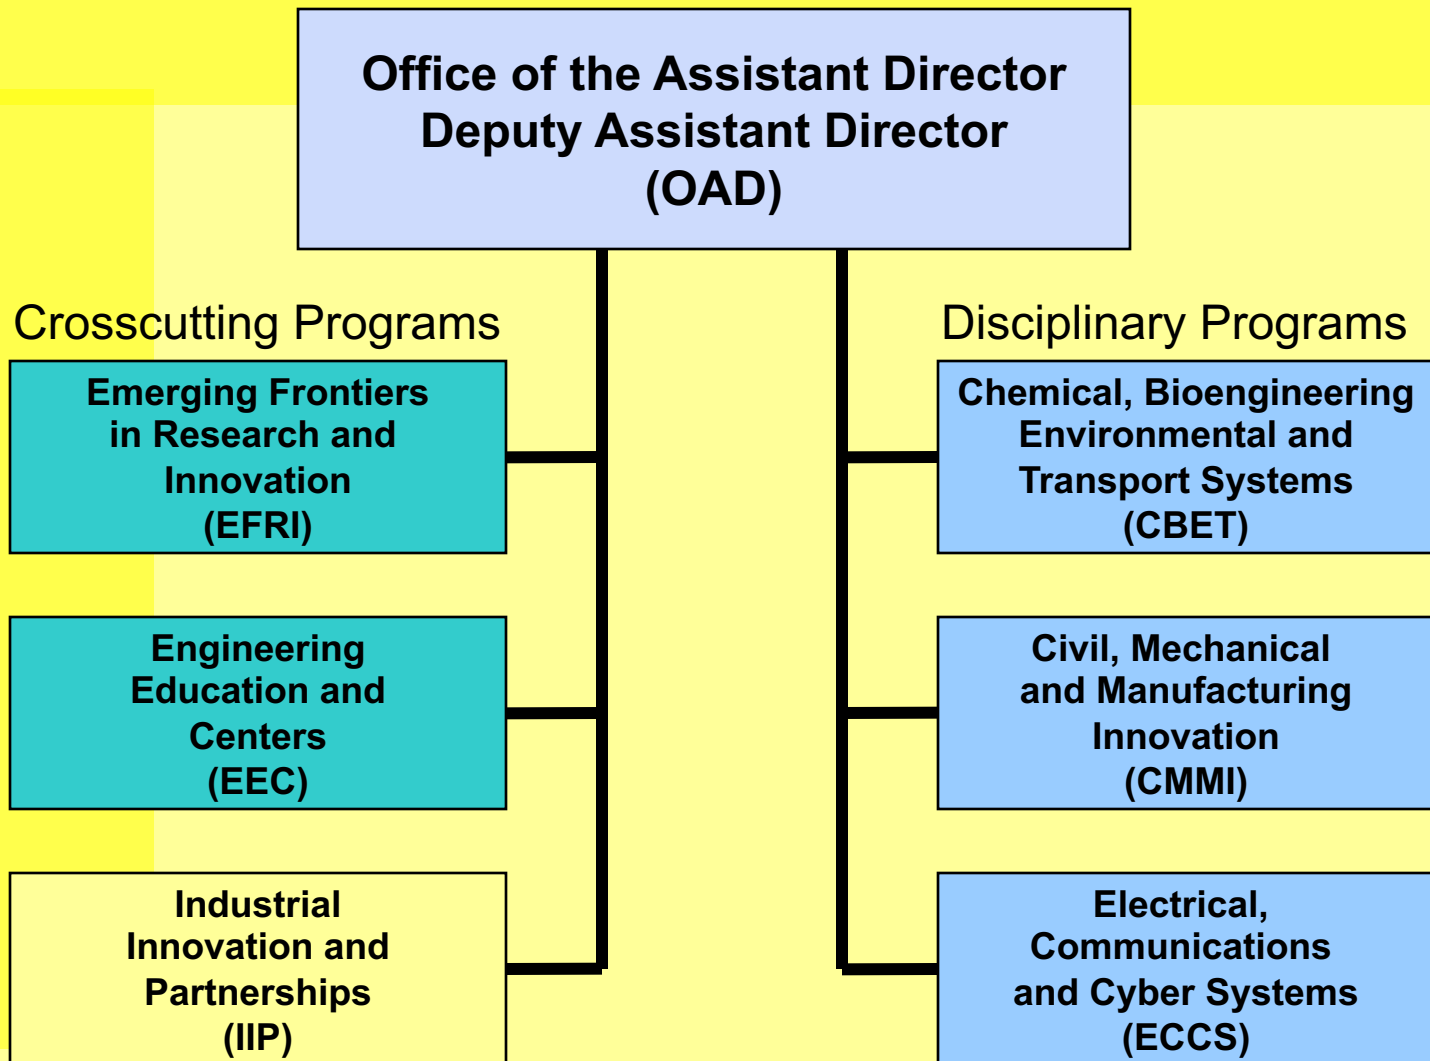 Office of the Assistant Director
Deputy Assistant Director
(OAD)
Crosscutting Programs
Emerging Frontiers
in Research and
Innovation
(EFRI)
Engineering
Education and
Centers
(EEC)
Industrial
Innovation and
Partnerships
(IIP)
Disciplinary Programs
Chemical, Bioengineering
Environmental and
Transport Systems
(CBET)
Civil, Mechanical
and Manufacturing
Innovation
(CMMI)
Electrical,
Communications
and Cyber Systems
(ECCS)